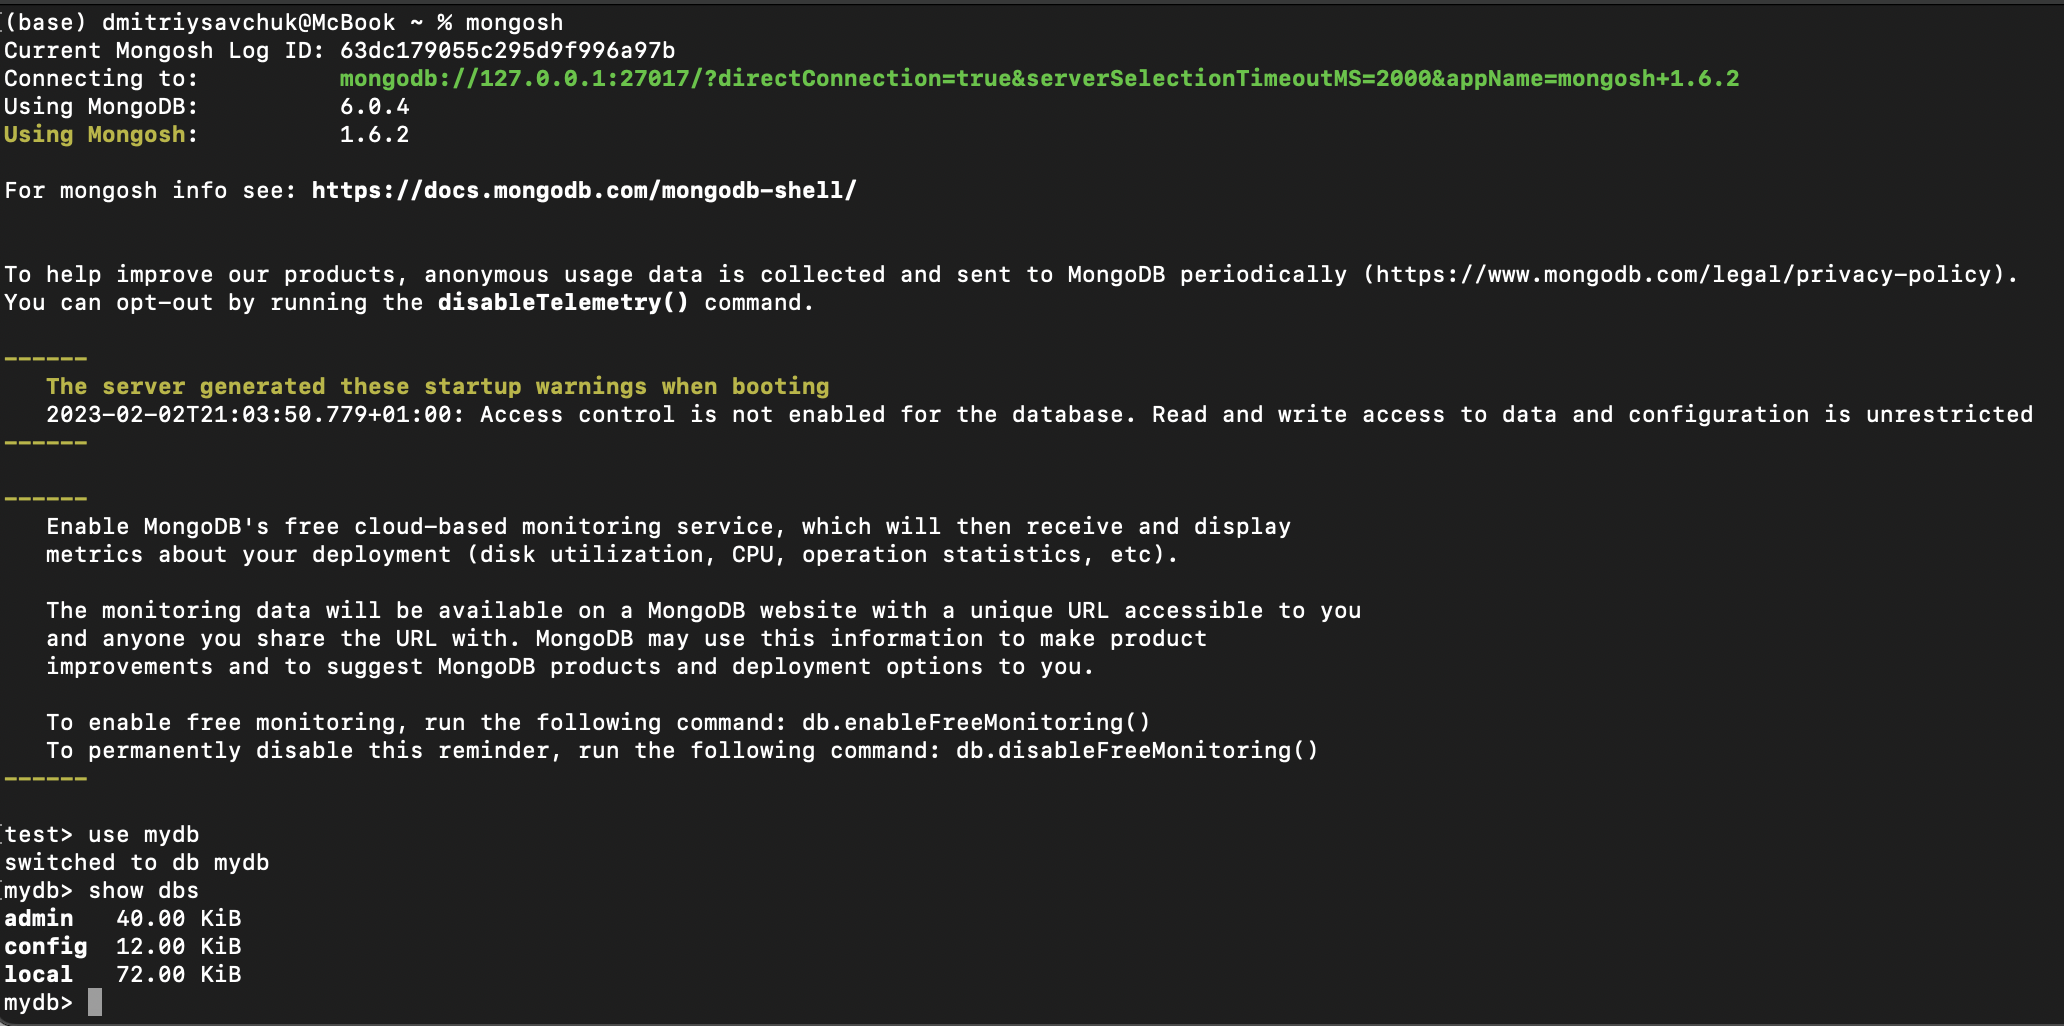 (base) dmitriysavchuk@McBook ~ % mongosh
Current Mongosh Log ID: 63dc179055c295d9f996a97b
Connecting to: mongodb://127.0.0.1:27017/?directConnection=true&serverSelectionTimeoutMS=2000&appName=mongosh+1.6.2
Using MongoDB: 6.0.4
Using Mongosh: 1.6.2
For mongosh info see: https://docs.mongodb.com/mongodb-shell/
To help improve our products, anonymous usage data is collected and sent to MongoDB periodically (https://www.mongodb.com/legal/privacy-policy).
You can opt-out by running the disableTelemetry() command.
------
The server generated these startup warnings when booting
2023-02-02T21:03:50.779+01:00: Access control is not enabled for the database. Read and write access to data and configuration is unrestricted
------
------
Enable MongoDB's free cloud-based monitoring service, which will then receive and display
metrics about your deployment (disk utilization, CPU, operation statistics, etc).
The monitoring data will be available on a MongoDB website with a unique URL accessible to you
and anyone you share the URL with. MongoDB may use this information to make product
improvements and to suggest MongoDB products and deployment options to you.
To enable free monitoring, run the following command: db.enableFreeMonitoring()
To permanently disable this reminder, run the following command: db.disableFreeMonitoring()
------
test> use mydb
switched to db mydb
mydb> show dbs
admin 40.00 KiB
config 12.00 KiB
local 72.00 KiB
mydb>